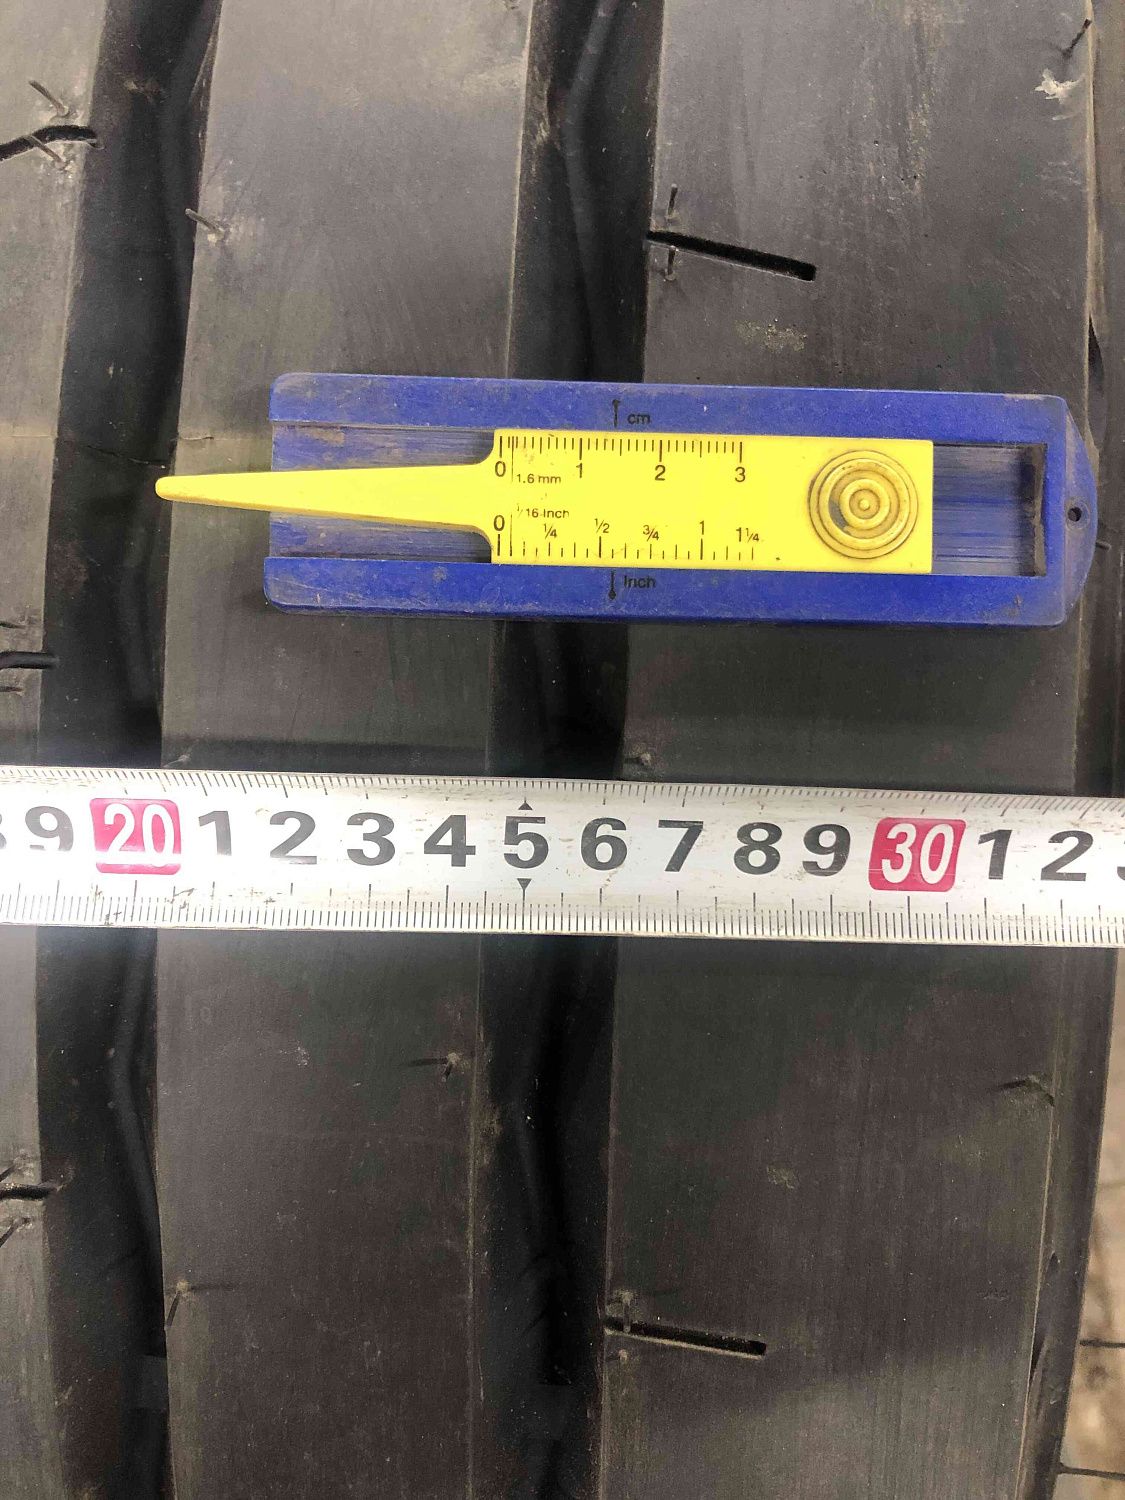 cm
0 1 2 3
1.6 mm
1/16-Inch
0 1/4 1/2 3/4 1 1 1/4
Inch
9 20 1 2 3 4 5 6 7 8 9 30 1 2